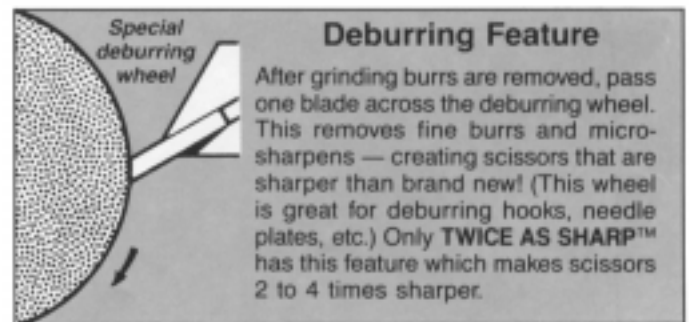 Special
deburring
wheel
Deburring Feature
After grinding burrs are removed, pass
one blade across the deburring wheel.
This removes fine burrs and micro-
sharpens — creating scissors that are
sharper than brand new! (This wheel
is great for deburring hooks, needle
plates, etc.) Only TWICE AS SHARP™
has this feature which makes scissors
2 to 4 times sharper.